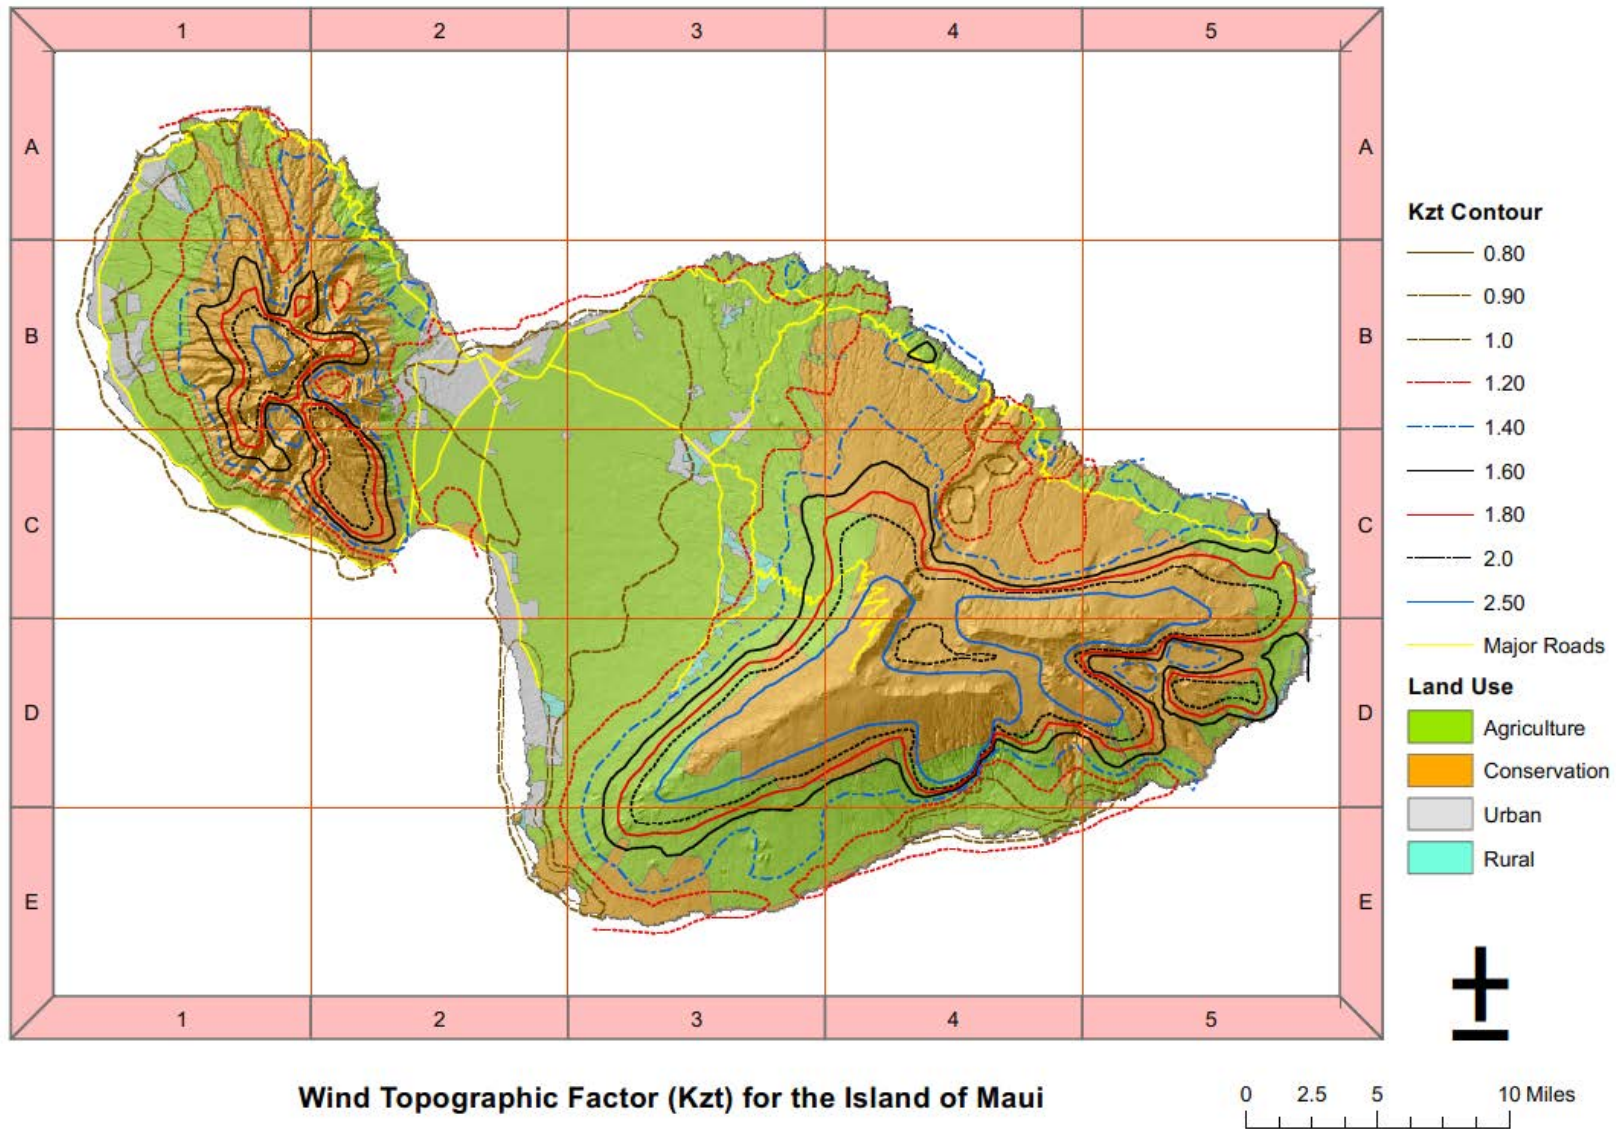 1 2 3 4 5
A A
B B
C C
D D
E E
1 2 3 4 5
Kzt Contour
0.80
0.90
1.0
1.20
1.40
1.60
1.80
2.0
2.50
Major Roads
Land Use
Agriculture
Conservation
Urban
Rural
Wind Topographic Factor (Kzt) for the Island of Maui
0 2.5 5 10 Miles